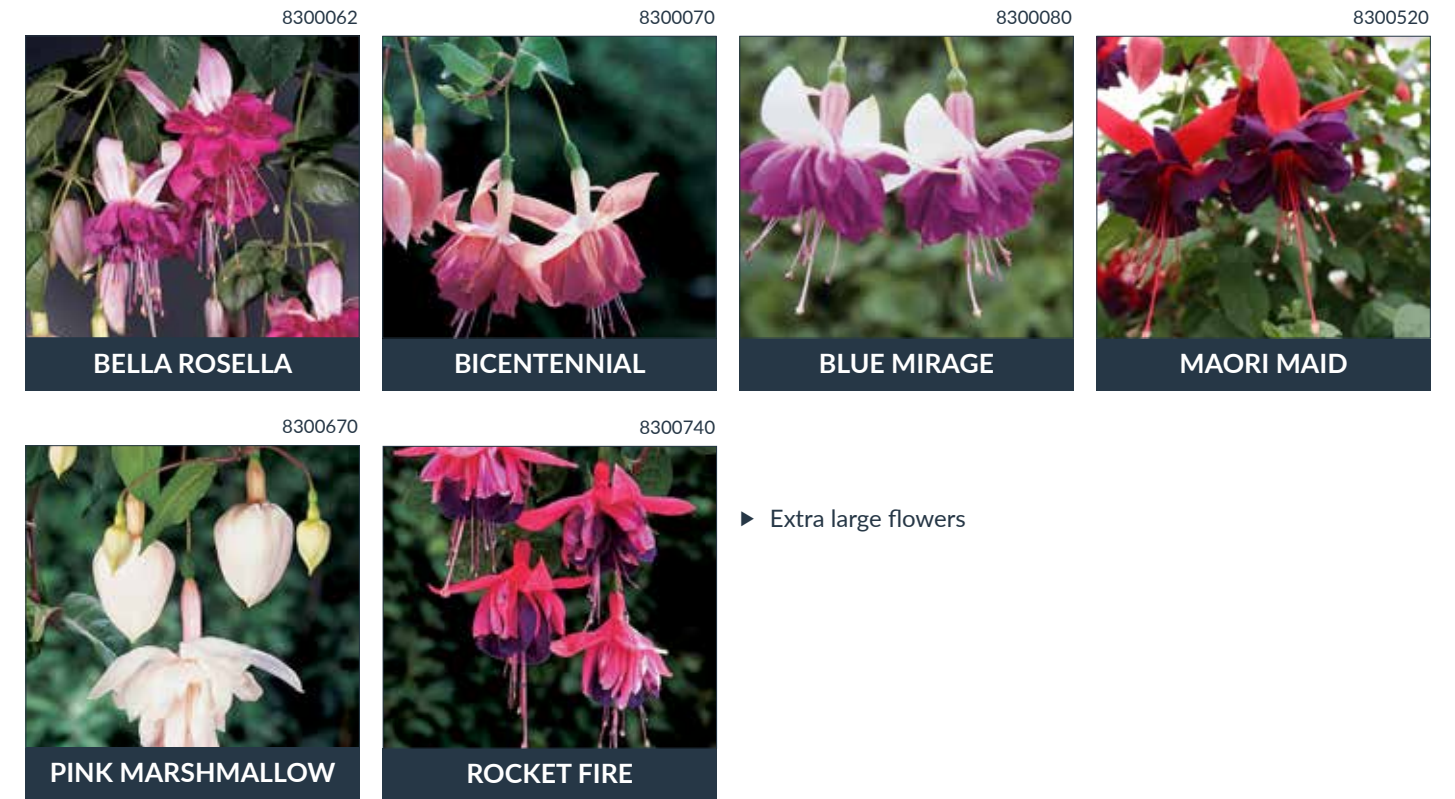 8300062
8300070
8300080
8300520
BELLA ROSELLA
BICENTENNIAL
BLUE MIRAGE
MAORI MAID
8300670
8300740
▶ Extra large flowers
PINK MARSHMALLOW
ROCKET FIRE